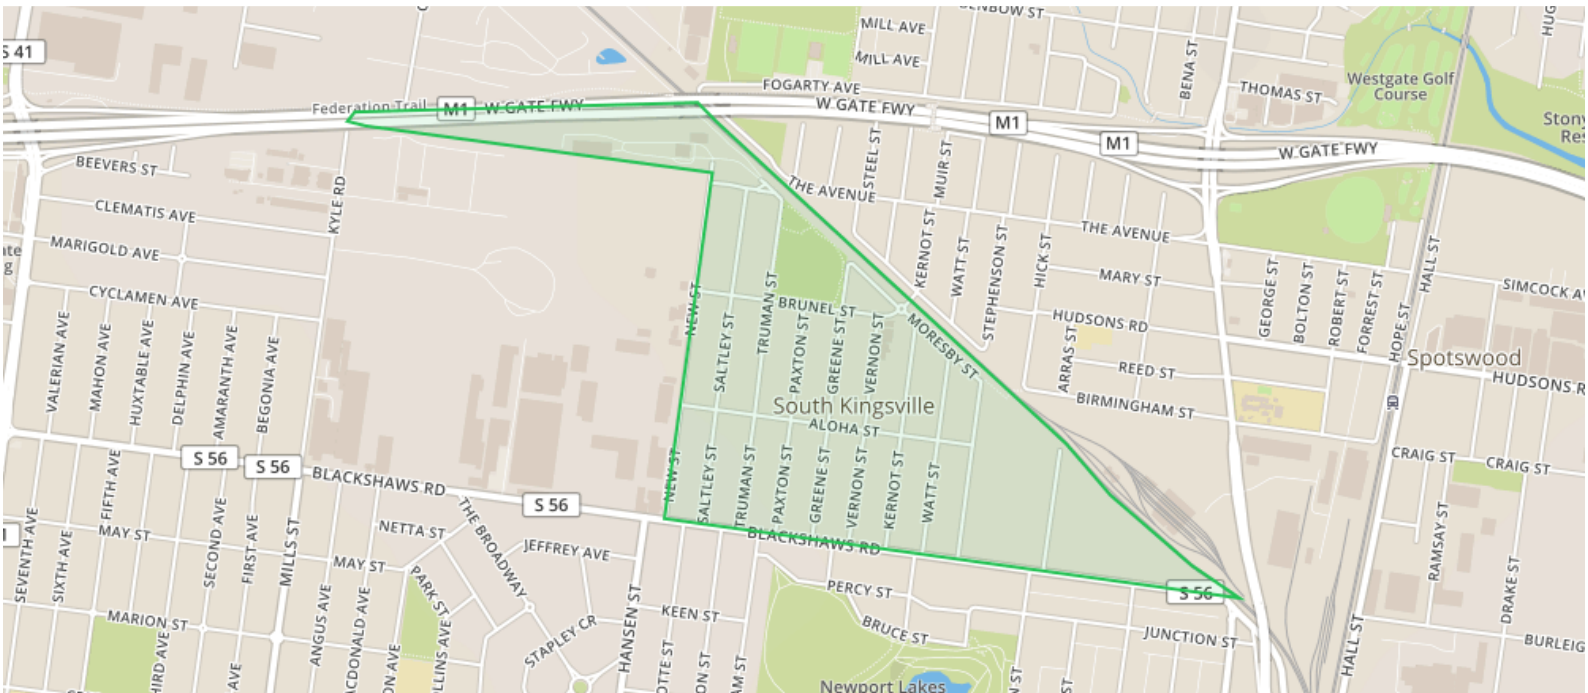 BENBOW ST
MILL AVE
MILL AVE
S 41
BENA ST
Westgate Golf
Course
FOGARTY AVE
THOMAS ST
Federation Trail
M1
W GATE FWY
W GATE FWY
M1
M1
W GATE FWY
BEEVERS ST
KYLE RD
STEEL ST
MUIR ST
THE AVENUE
THE AVENUE
CLEMATIS AVE
MARIGOLD AVE
CYCLAMEN AVE
KERNOT ST
WATT ST
STEPHENSON ST
HICK ST
MARY ST
GEORGE ST
BOLTON ST
ROBERT ST
FORREST ST
HOPE ST
HALL ST
SIMCOCK AV
NEW ST
BRUNEL ST
SALTLEY ST
TRUMAN ST
PAXTON ST
GREENE ST
VERNON ST
MORESBY ST
HUDSONS RD
ARRAS ST
REED ST
BIRMINGHAM ST
Spotswood
HUDSONS R
VALERIAN AVE
MAHON AVE
HUXTABLE AVE
DELPHIN AVE
AMARANTH AVE
BEGONIA AVE
South Kingsville
ALOHA ST
S 56
S 56
BLACKSHAWS RD
S 56
NEW ST
SALTLEY ST
TRUMAN ST
PAXTON ST
GREENE ST
VERNON ST
KERNOT ST
WATT ST
BLACKSHAWS RD
CRAIG ST
CRAIG ST
SEVENTH AVE
SIXTH AVE
FIFTH AVE
MAY ST
SECOND AVE
FIRST AVE
MILLS ST
MAY ST
NETTA ST
THE BROADWAY
JEFFREY AVE
PARK ST
HANSEN ST
PERCY ST
S 56
RAMSAY ST
DRAKE ST
MARION ST
ANGUS AVE
STAPLEY CR
KEEN ST
BRUCE ST
JUNCTION ST
HALL ST
BURLEIG
Newport Lakes